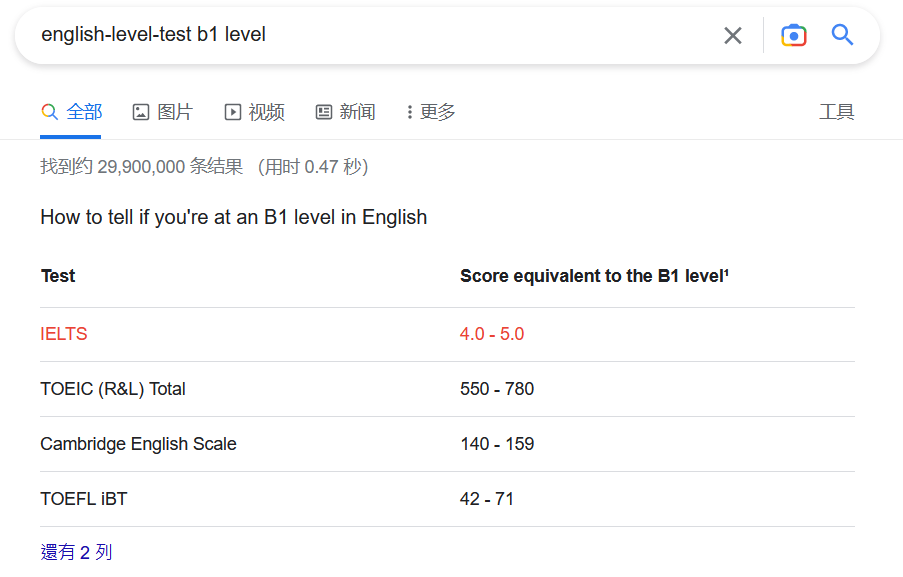 english-level-test b1 level
全部 图片 视频 新闻 更多 工具
找到约 29,900,000 条结果 （用时 0.47 秒）
How to tell if you're at an B1 level in English
Test Score equivalent to the B1 level¹
IELTS 4.0 - 5.0
TOEIC (R&L) Total 550 - 780
Cambridge English Scale 140 - 159
TOEFL iBT 42 - 71
還有 2 列